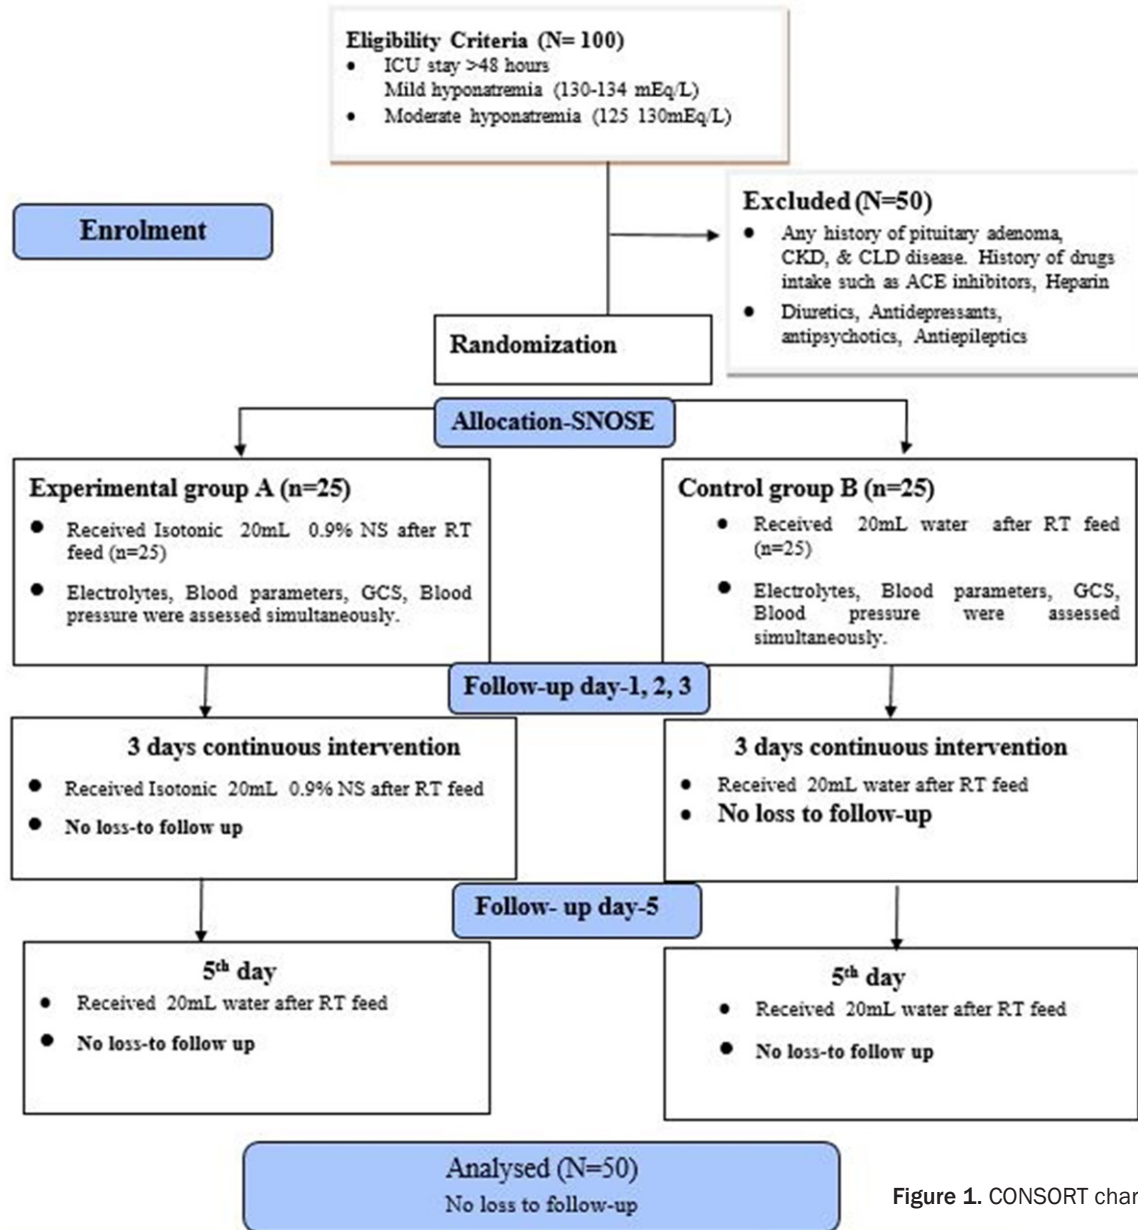 Eligibility Criteria (N= 100)
● ICU stay >48 hours
Mild hyponatremia (130-134 mEq/L)
● Moderate hyponatremia (125 130mEq/L)
Enrolment
Excluded (N=50)
● Any history of pituitary adenoma,
CKD, & CLD disease. History of drugs
intake such as ACE inhibitors, Heparin
● Diuretics, Antidepressants,
antipsychotics, Antiepileptics
Randomization
Allocation-SNOSE
Experimental group A (n=25)
● Received Isotonic 20mL 0.9% NS after RT
feed (n=25)
● Electrolytes, Blood parameters, GCS, Blood
pressure were assessed simultaneously.
Control group B (n=25)
● Received 20mL water after RT feed
(n=25)
● Electrolytes, Blood parameters, GCS,
Blood pressure were assessed
simultaneously.
Follow-up day-1, 2, 3
3 days continuous intervention
● Received Isotonic 20mL 0.9% NS after RT feed
● No loss-to follow up
3 days continuous intervention
● Received 20mL water after RT feed
● No loss to follow-up
Follow- up day-5
5th day
● Received 20mL water after RT feed
● No loss-to follow up
5th day
● Received 20mL water after RT feed
● No loss-to follow up
Analysed (N=50)
No loss to follow-up
Figure 1. CONSORT char